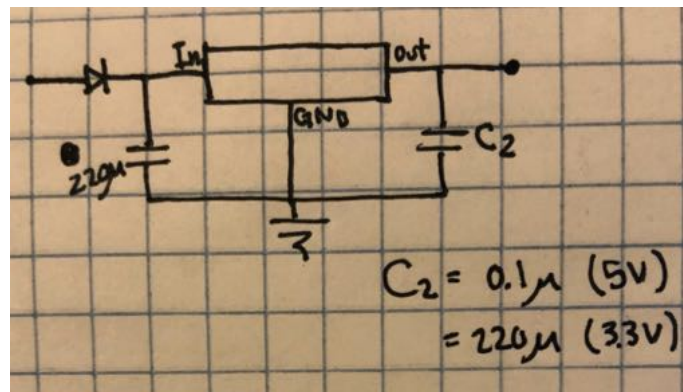 In
out
GND
220μ
C2
C2 = 0.1μ (5V)
= 220μ (3.3V)